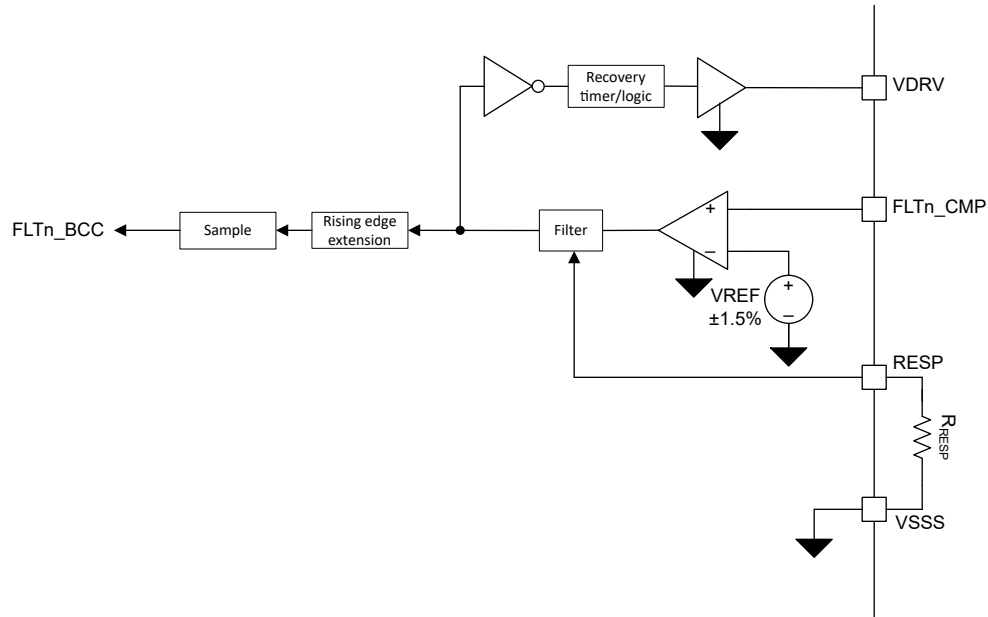 Recovery
timer/logic
VDRV
FLTn_CMP
+
–
FLTn_BCC
Sample
Rising edge
extension
Filter
VREF
±1.5%
+
–
RESP
RRESP
VSSS